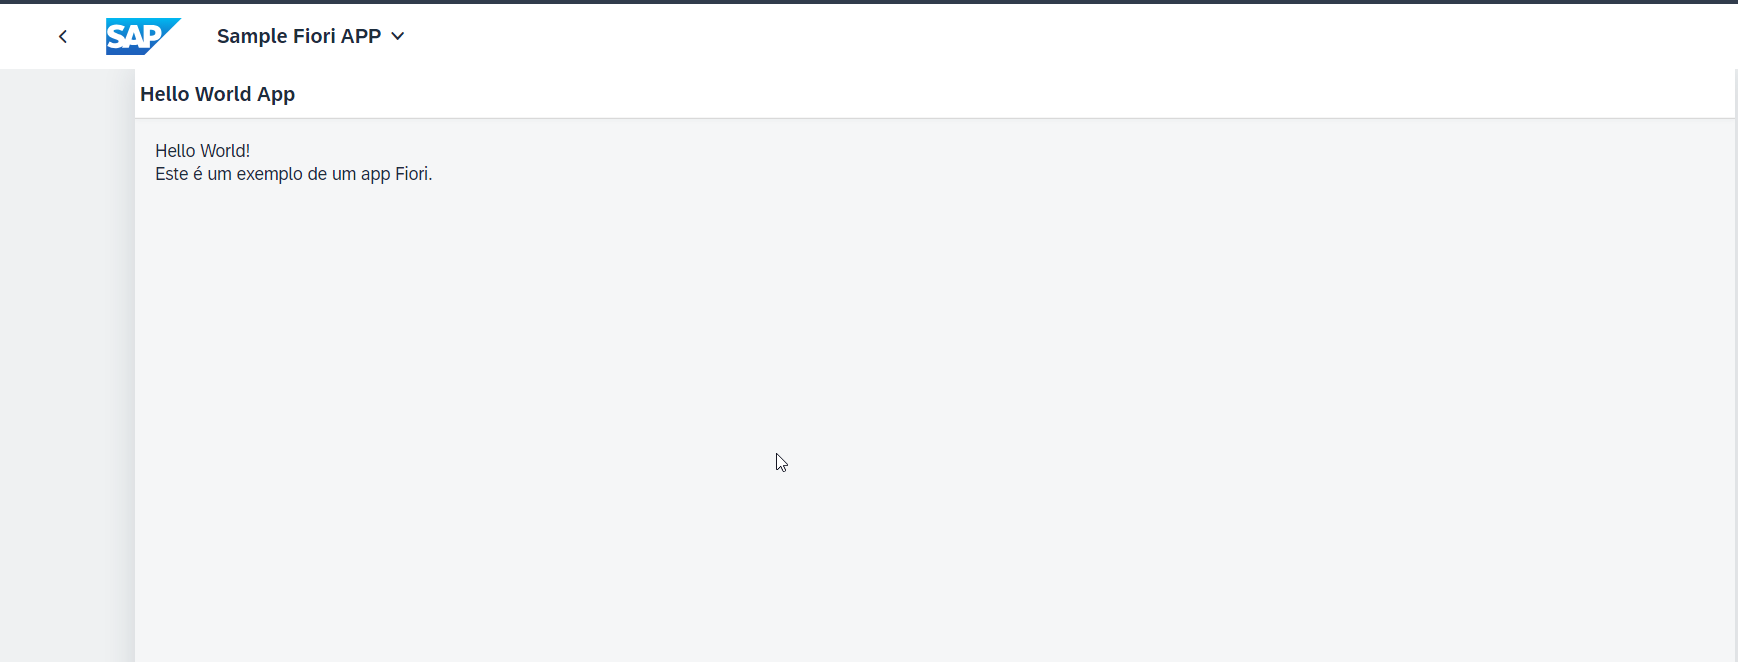 SAP
Sample Fiori APP
Hello World App
Hello World!
Este é um exemplo de um app Fiori.